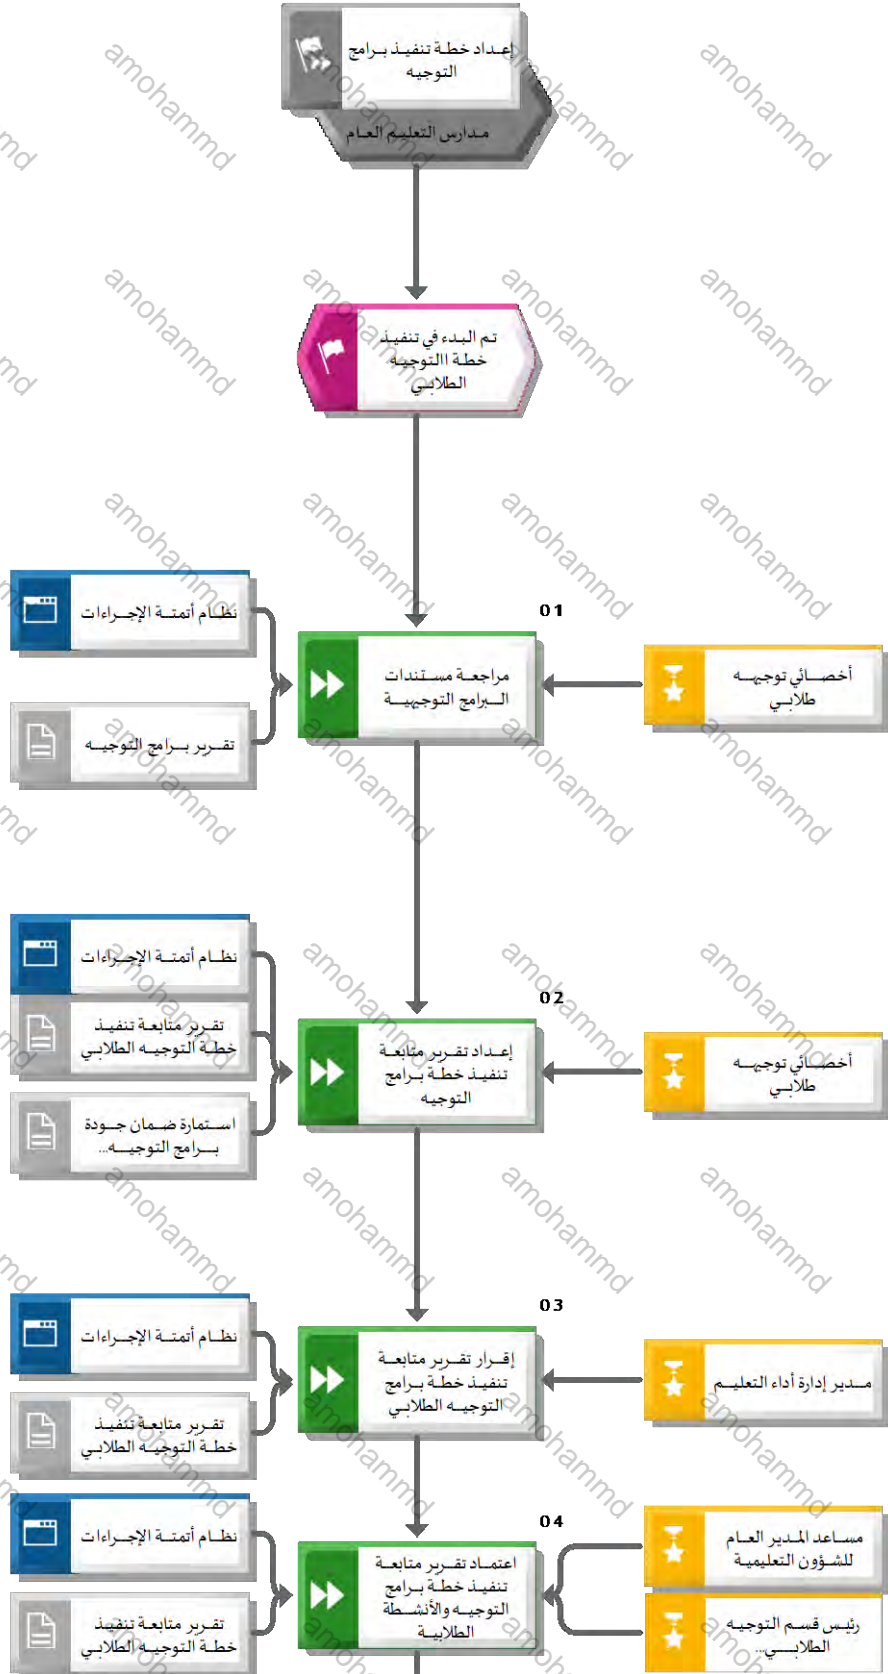 إعداد خطة تنفيذ برامج
التوجيه
مدارس التعليم العام
تم البدء في تنفيذ
خطة االتوجيه
الطلابي
01
أخصائي توجيه
طلابي
مراجعة مستندات
البرامج التوجيهية
نظام أتمتة الإجراءات
تقرير برامج التوجيه
02
أخصائي توجيه
طلابي
إعداد تقرير متابعة
تنفيذ خطة برامج
التوجيه
نظام أتمتة الإجراءات
تقرير متابعة تنفيذ
خطة التوجيه الطلابي
استمارة ضمان جودة
برامج التوجيه...
03
مدير إدارة أداء التعليم
إقرار تقرير متابعة
تنفيذ خطة برامج
التوجيه الطلابي
نظام أتمتة الإجراءات
تقرير متابعة تنفيذ
خطة التوجيه الطلابي
04
مساعد المدير العام
للشؤون التعليمية
رئيس قسم التوجيه
الطلابي...
اعتماد تقرير متابعة
تنفيذ خطة برامج
التوجيه والأنشطة
الطلابية
نظام أتمتة الإجراءات
تقرير متابعة تنفيذ
خطة التوجيه الطلابي
amohammd